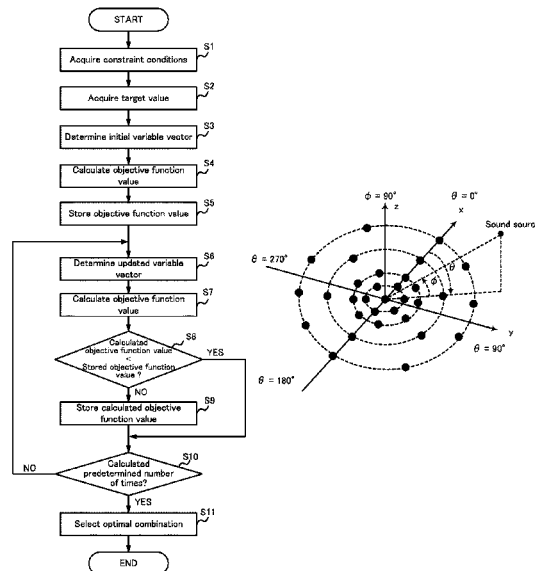 START
S1
Acquire constraint conditions
S2
Acquire target value
S3
Determine initial variable vector
S4
Calculate objective function
value
S5
Store objective function value
S6
Determine updated variable
vector
S7
Calculate objective function
value
S8
Calculated
objective function value
<
Stored objective function
value ?
YES
NO
S9
Store calculated objective
function value
S10
Calculated
predetermined number
of times?
NO
YES
S11
Select optimal combination
END
ϕ = 90°
z
θ = 0°
x
Sound source
θ = 270°
θ
ϕ
y
θ = 90°
θ = 180°